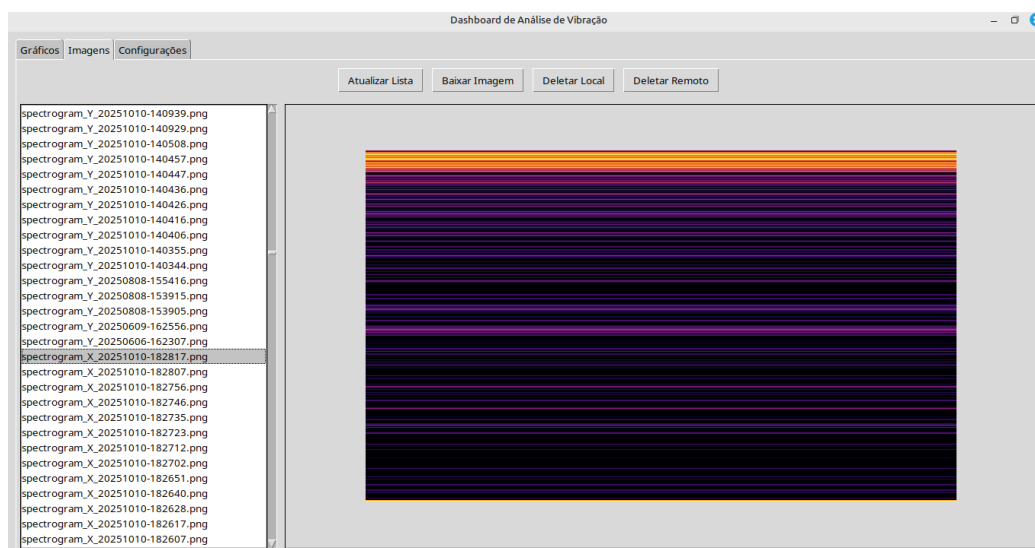 Dashboard de Análise de Vibração
Gráficos Imagens Configurações
Atualizar Lista Baixar Imagem Deletar Local Deletar Remoto
spectrogram_Y_20251010-140939.png
spectrogram_Y_20251010-140929.png
spectrogram_Y_20251010-140508.png
spectrogram_Y_20251010-140457.png
spectrogram_Y_20251010-140447.png
spectrogram_Y_20251010-140436.png
spectrogram_Y_20251010-140426.png
spectrogram_Y_20251010-140416.png
spectrogram_Y_20251010-140406.png
spectrogram_Y_20251010-140355.png
spectrogram_Y_20251010-140344.png
spectrogram_Y_20250808-155416.png
spectrogram_Y_20250808-153915.png
spectrogram_Y_20250808-153905.png
spectrogram_Y_20250609-162556.png
spectrogram_Y_20250606-162307.png
spectrogram_X_20251010-182817.png
spectrogram_X_20251010-182807.png
spectrogram_X_20251010-182756.png
spectrogram_X_20251010-182746.png
spectrogram_X_20251010-182735.png
spectrogram_X_20251010-182723.png
spectrogram_X_20251010-182712.png
spectrogram_X_20251010-182702.png
spectrogram_X_20251010-182651.png
spectrogram_X_20251010-182640.png
spectrogram_X_20251010-182628.png
spectrogram_X_20251010-182617.png
spectrogram_X_20251010-182607.png